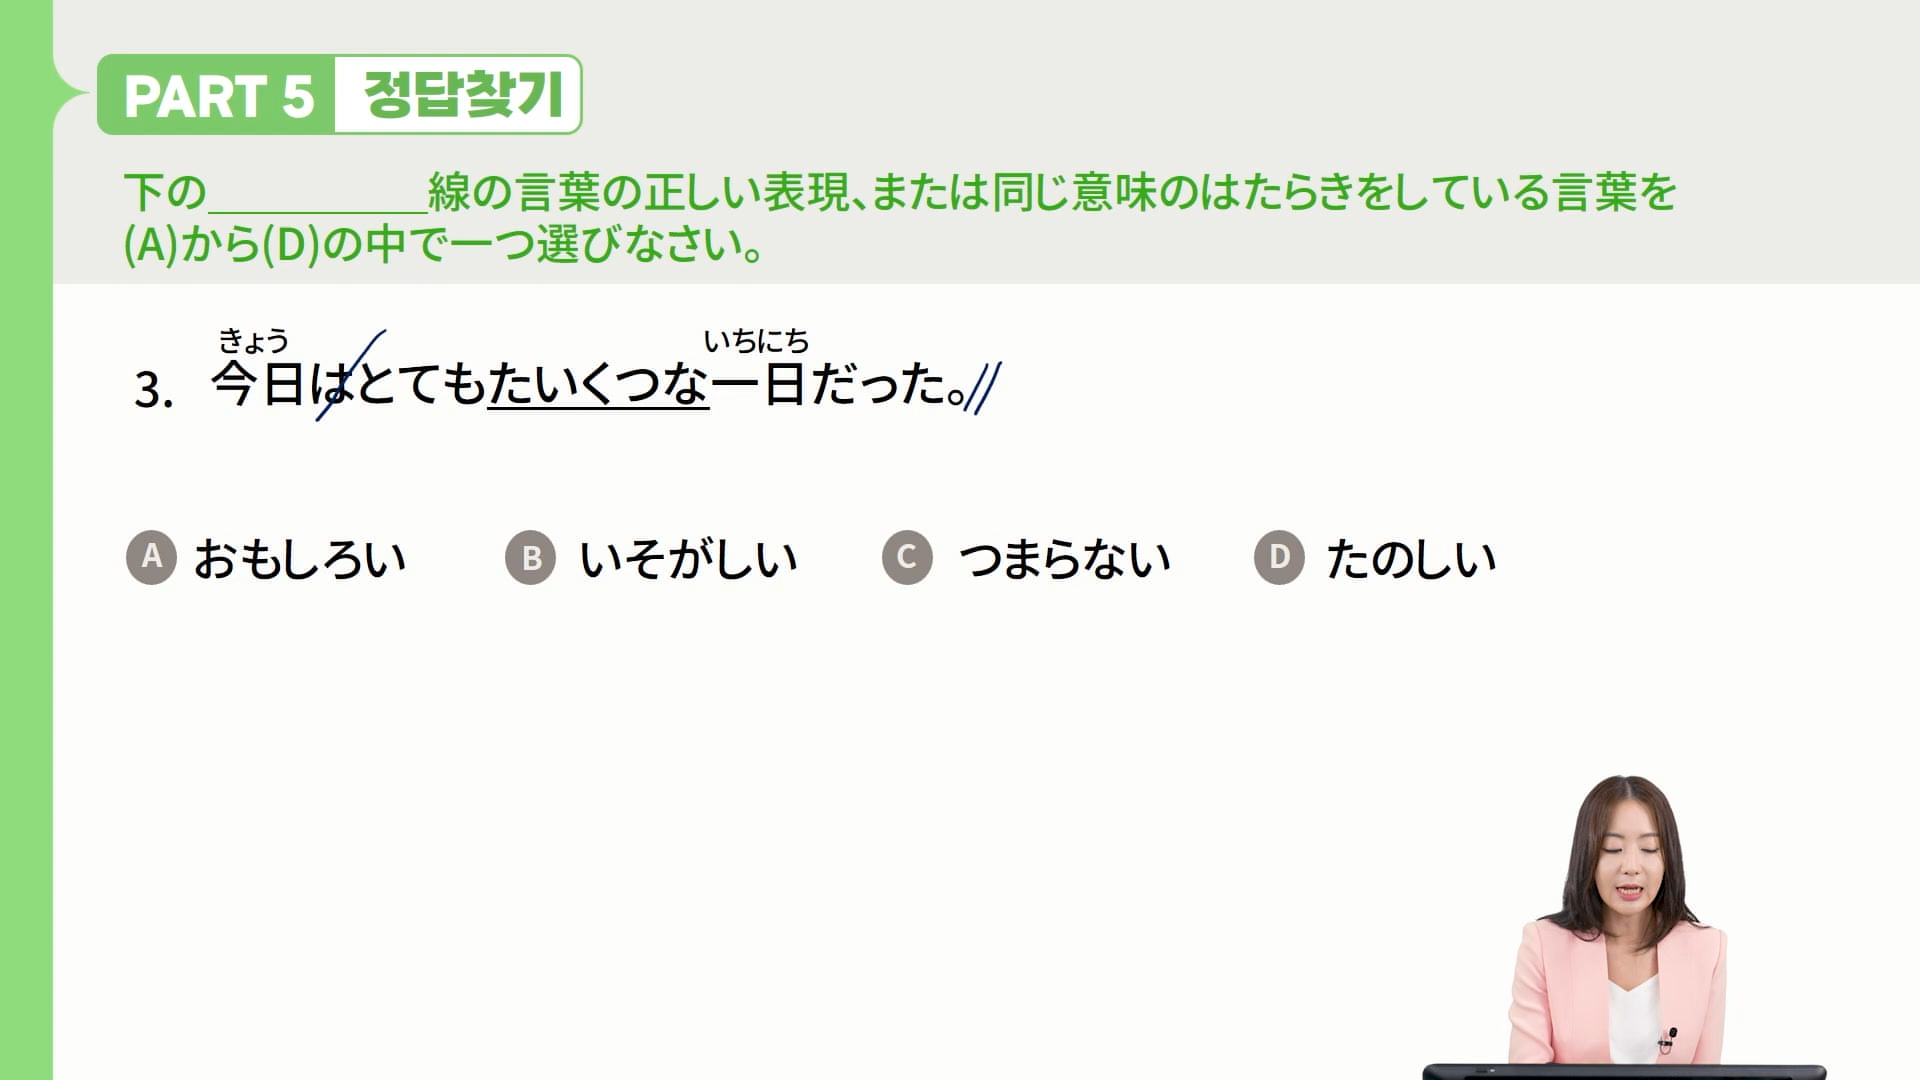 PART 5 정답찾기
下の__________線の言葉の正しい表現、または同じ意味のはたらきをしている言葉を
(A)から(D)の中で一つ選びなさい。
きょう いちにち
3. 今日はとてもたいくつな一日だった。
A おもしろい B いそがしい C つまらない D たのしい